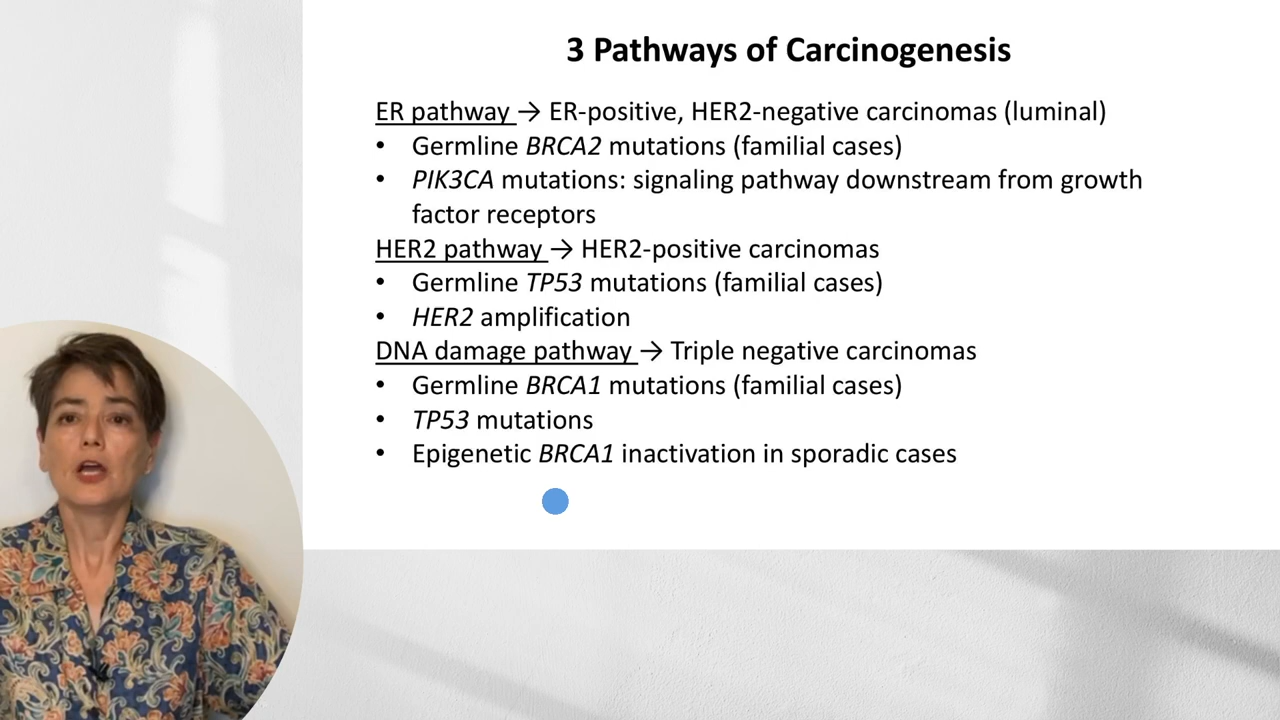 3 Pathways of Carcinogenesis
ER pathway → ER-positive, HER2-negative carcinomas (luminal)
• Germline BRCA2 mutations (familial cases)
• PIK3CA mutations: signaling pathway downstream from growth
factor receptors
HER2 pathway → HER2-positive carcinomas
• Germline TP53 mutations (familial cases)
• HER2 amplification
DNA damage pathway → Triple negative carcinomas
• Germline BRCA1 mutations (familial cases)
• TP53 mutations
• Epigenetic BRCA1 inactivation in sporadic cases